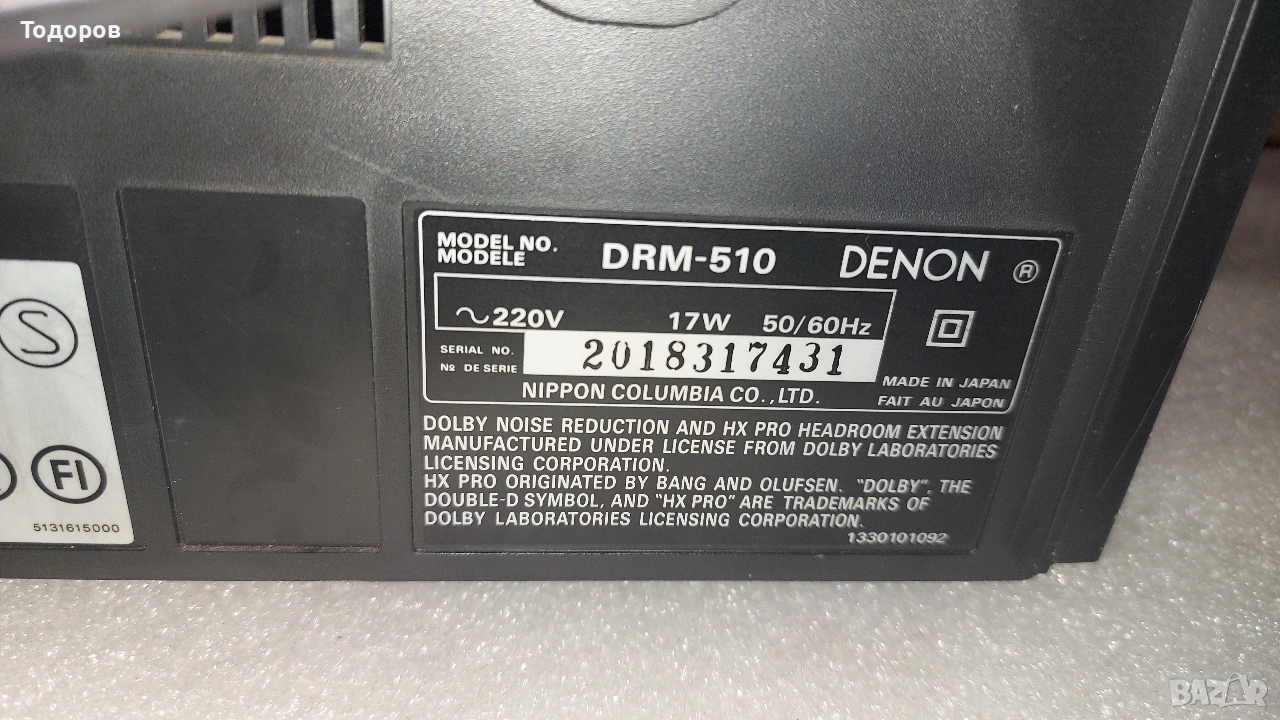 Тодоров
MODEL NO. DRM-510 DENON ®
MODELE
~220V 17W 50/60Hz
SERIAL NO. 2018317431
№ DE SERIE
NIPPON COLUMBIA CO.,LTD.
MADE IN JAPAN
FAIT AU JAPON
DOLBY NOISE REDUCTION AND HX PRO HEADROOM EXTENSION
MANUFACTURED UNDER LICENSE FROM DOLBY LABORATORIES
LICENSING CORPORATION.
HX PRO ORIGINATED BY BANG AND OLUFSEN. "DOLBY", THE
DOUBLE-D SYMBOL, AND "HX PRO" ARE TRADEMARKS OF
DOLBY LABORATORIES LICENSING CORPORATION.
1330101092
S
FI
5131615000
BAZAR